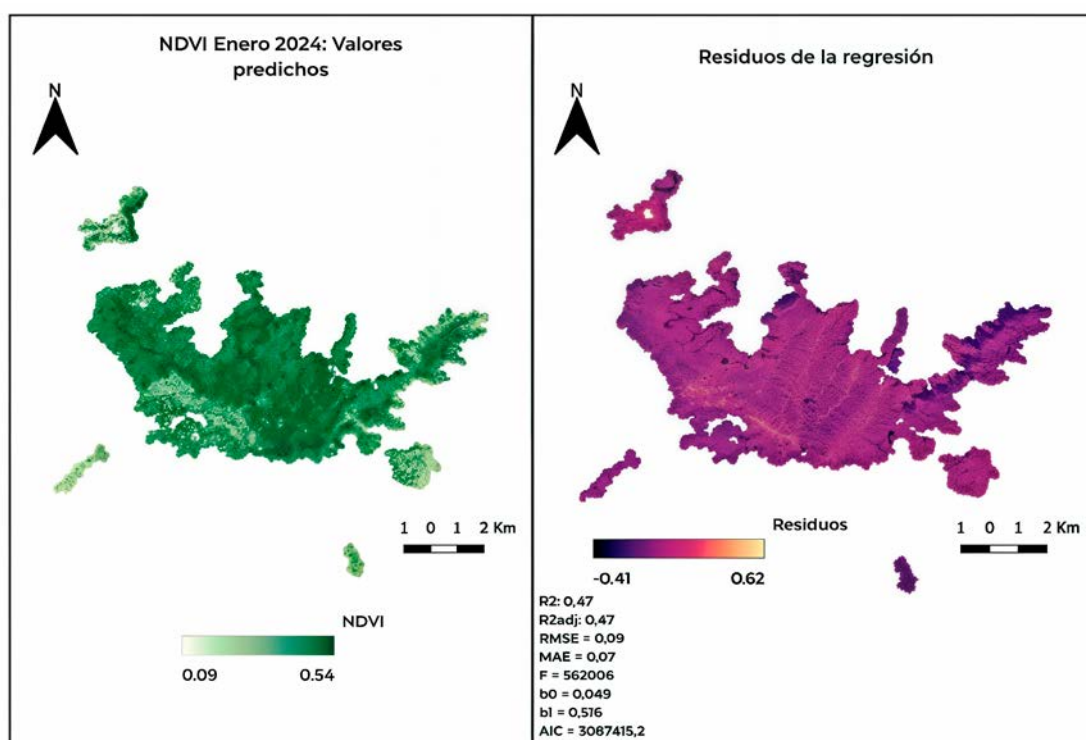 NDVI Enero 2024: Valores
predichos
N
1 0 1 2 Km
NDVI
0.09 0.54
Residuos de la regresión
N
1 0 1 2 Km
Residuos
-0.41 0.62
R2: 0,47
R2adj: 0,47
RMSE = 0,09
MAE = 0,07
F = 562006
b0 = 0,049
b1 = 0,516
AIC = 3087415,2